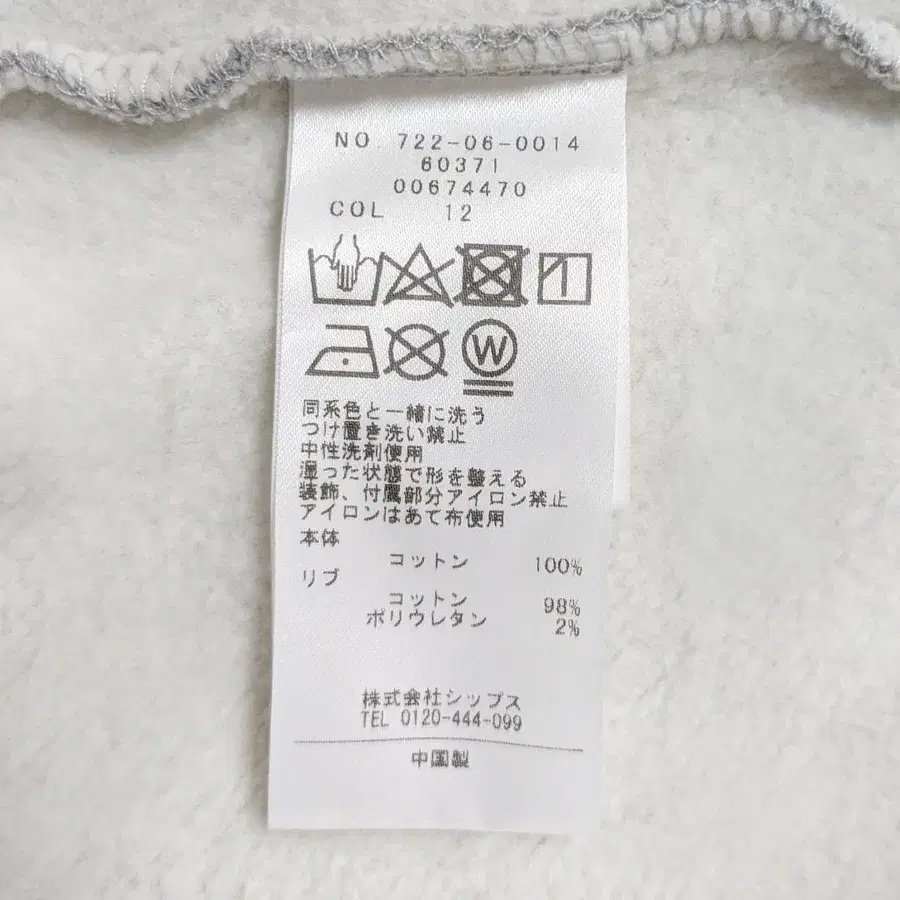 NO. 722-06-0014
60371
00674470
COL 12
W
同系色と一緒に洗う
つけ置き洗い禁止
中性洗剤使用
湿った状態で形を整える
装飾、付属部分アイロン禁止
アイロンはあて布使用
本体
コットン 100%
リブ
コットン 98%
ポリウレタン 2%
株式会社シップス
TEL 0120-444-099
中国製